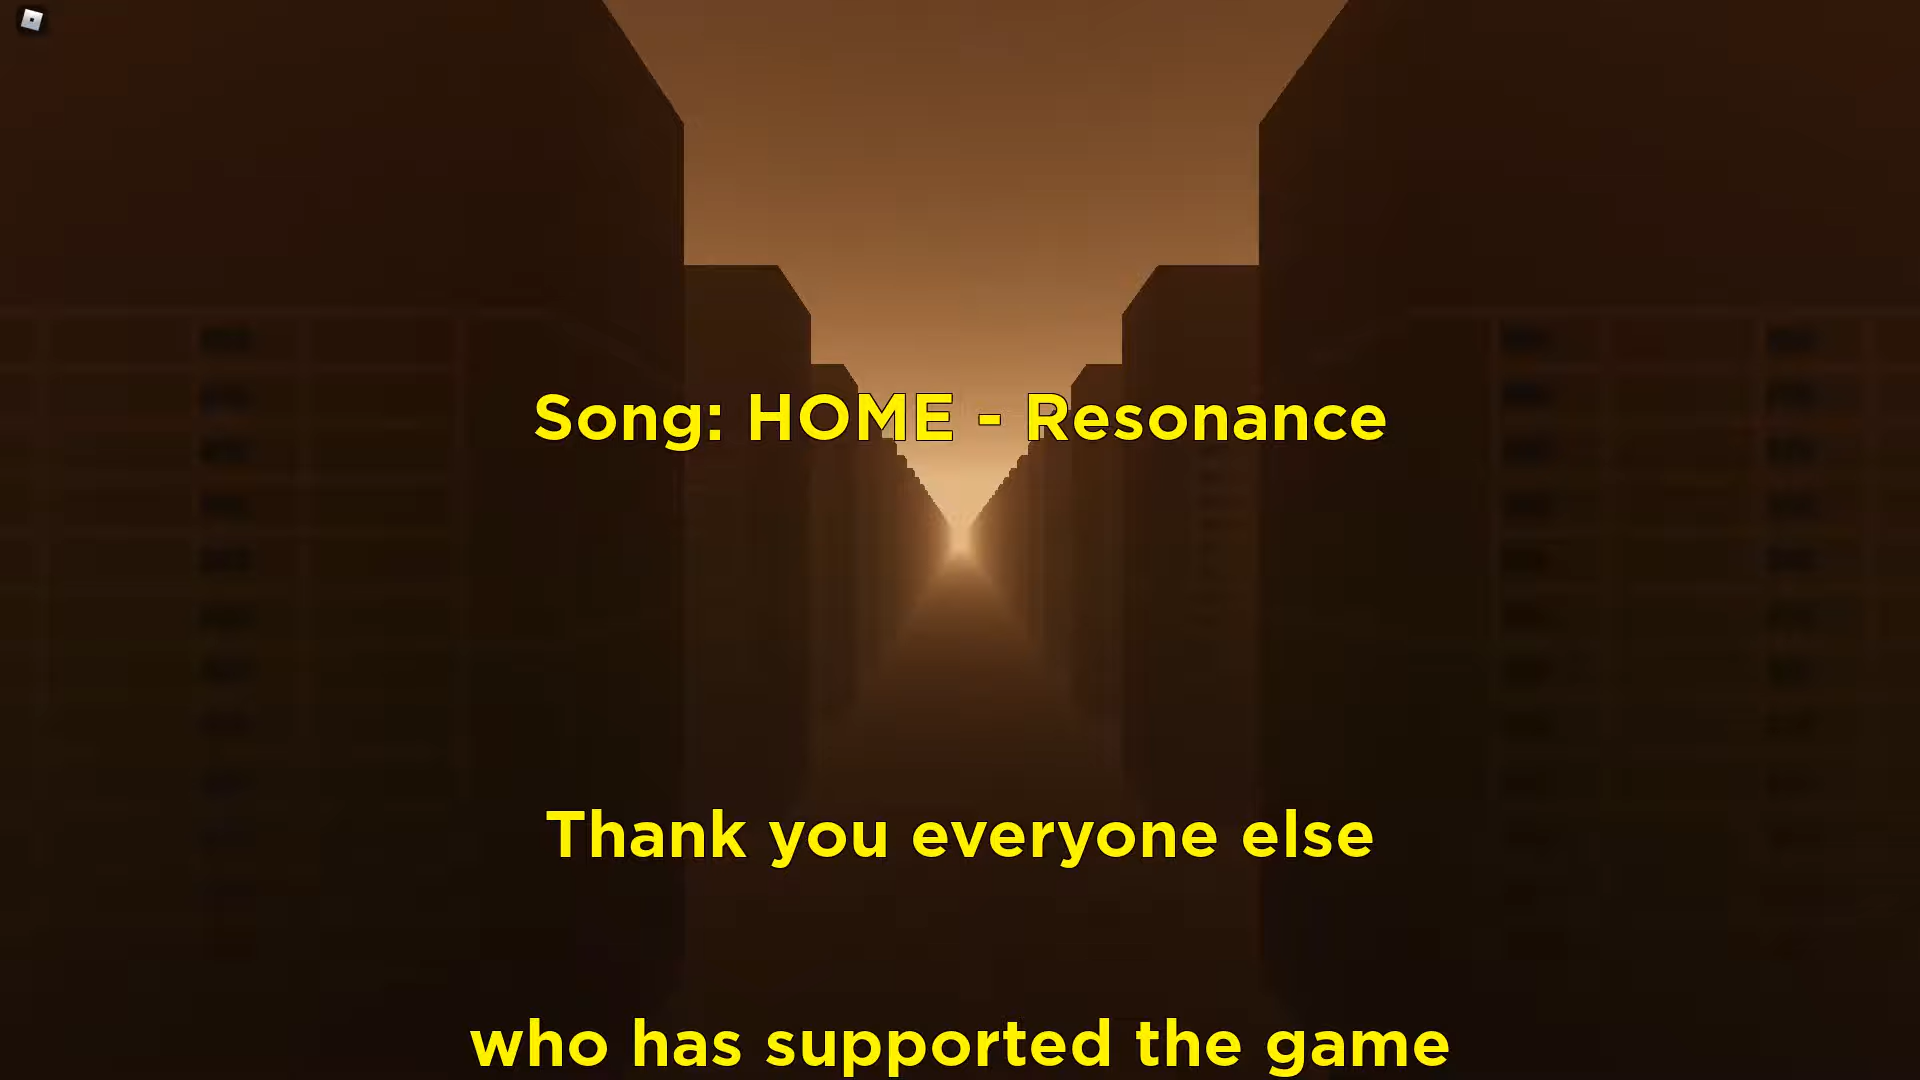 Song: HOME - Resonance
Thank you everyone else
who has supported the game